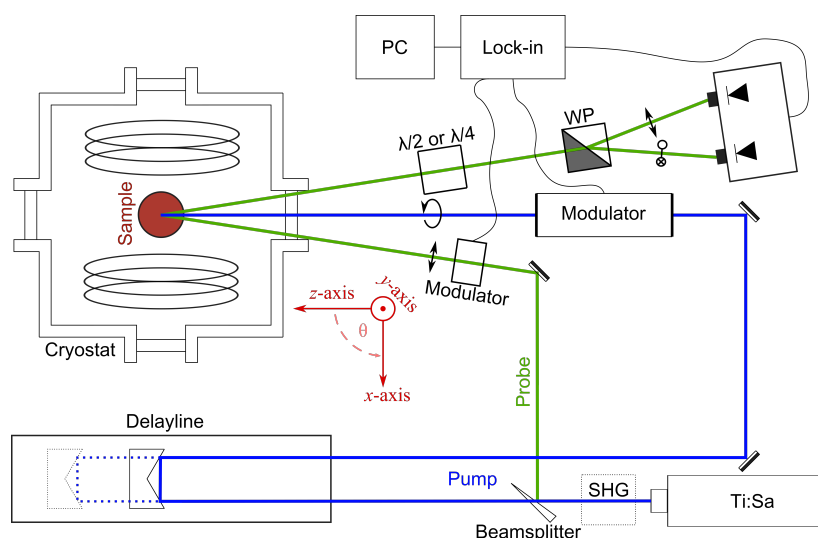 PC
Lock-in
WP
λ/2 or λ/4
Sample
Modulator
Modulator
y-axis
z-axis
θ
x-axis
Cryostat
Probe
Delayline
Pump
SHG
Ti:Sa
Beamsplitter